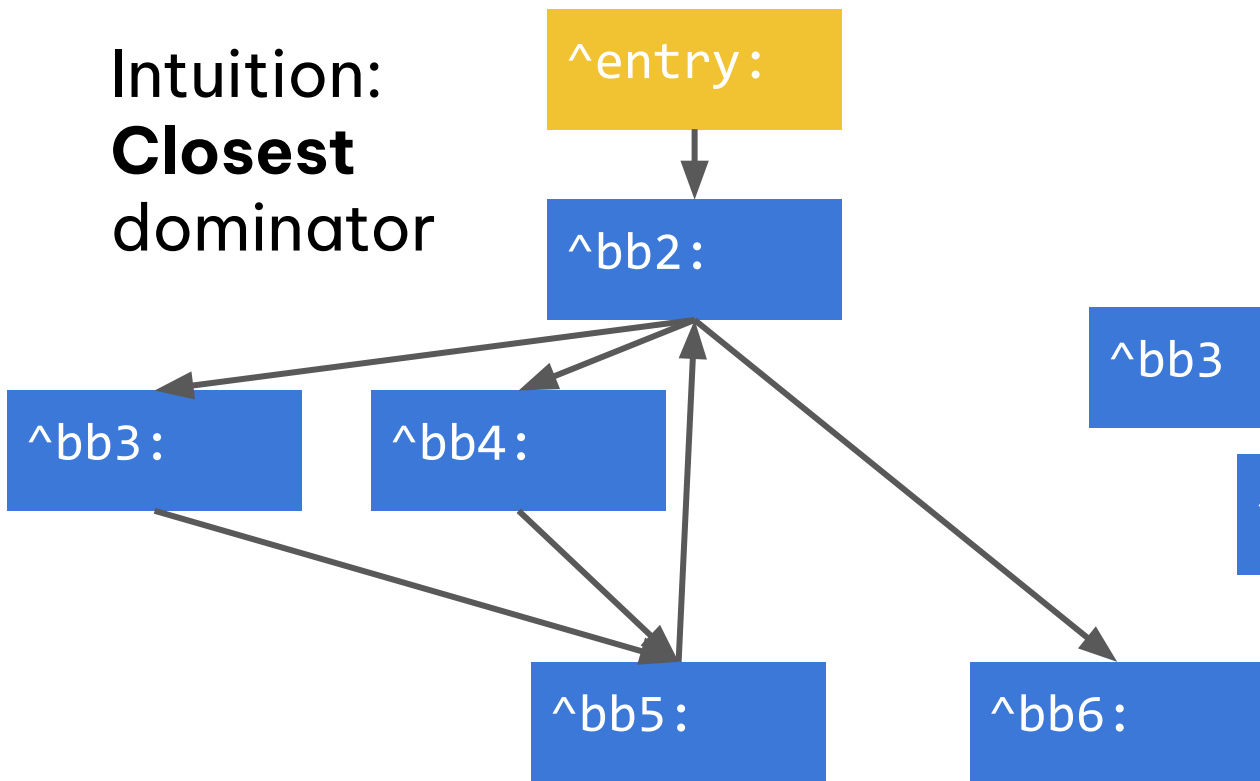 Intuition:
Closest
dominator
^entry:
^bb2:
^bb3
^bb3:
^bb4:
^bb5:
^bb6: